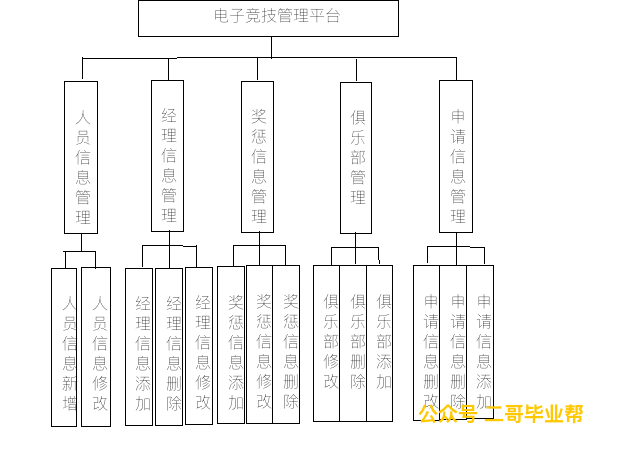 电子竞技管理平台
人员信息管理
经理信息管理
奖惩信息管理
俱乐部管理
申请信息管理
人员信息新增
人员信息修改
经理信息添加
经理信息删除
经理信息修改
奖惩信息添加
奖惩信息修改
奖惩信息删除
俱乐部修改
俱乐部删除
俱乐部添加
申请信息删改
申请信息删除
申请信息添加
公众号 二哥毕业帮